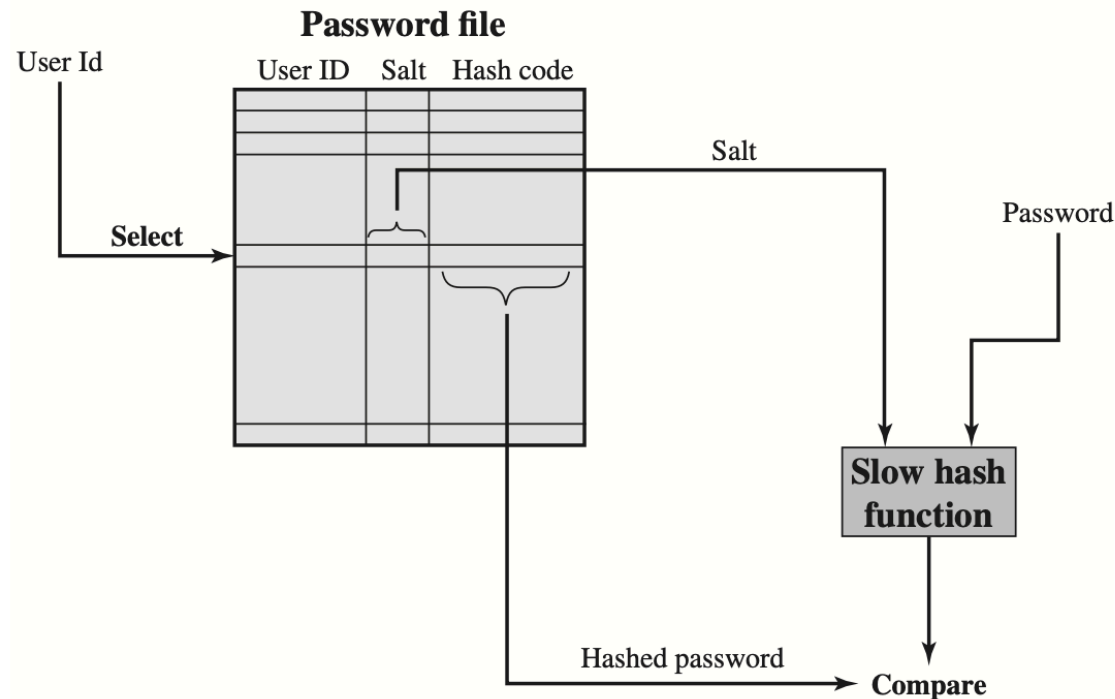 Password file
User Id
User ID Salt Hash code
Salt
Password
Select
Slow hash
function
Hashed password
Compare